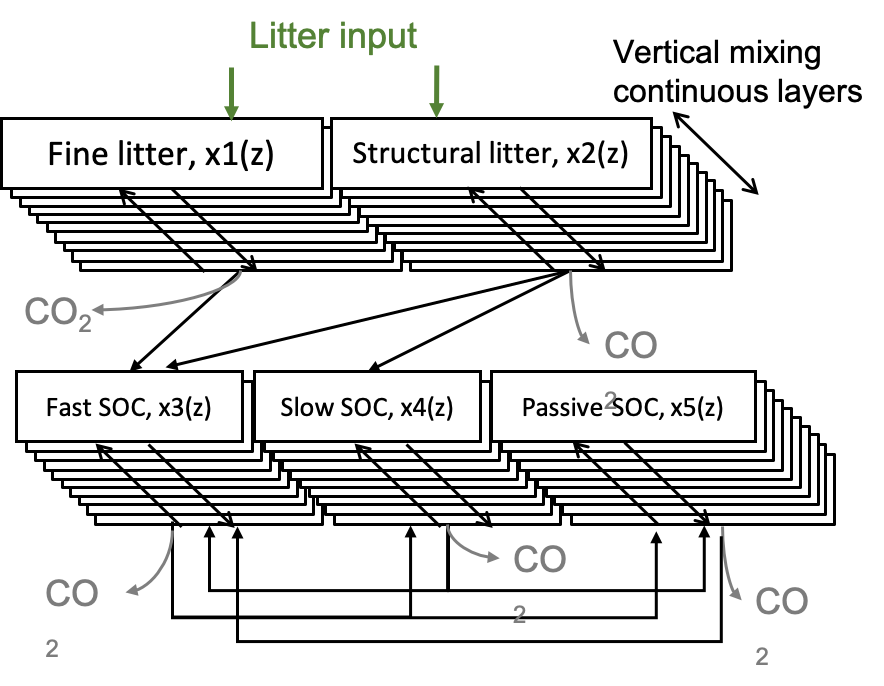 Litter input
Vertical mixing
continuous layers
Fine litter, x1(z)
Structural litter, x2(z)
CO2
CO
2
Fast SOC, x3(z)
Slow SOC, x4(z)
Passive SOC, x5(z)
CO
2
CO
2
CO
2